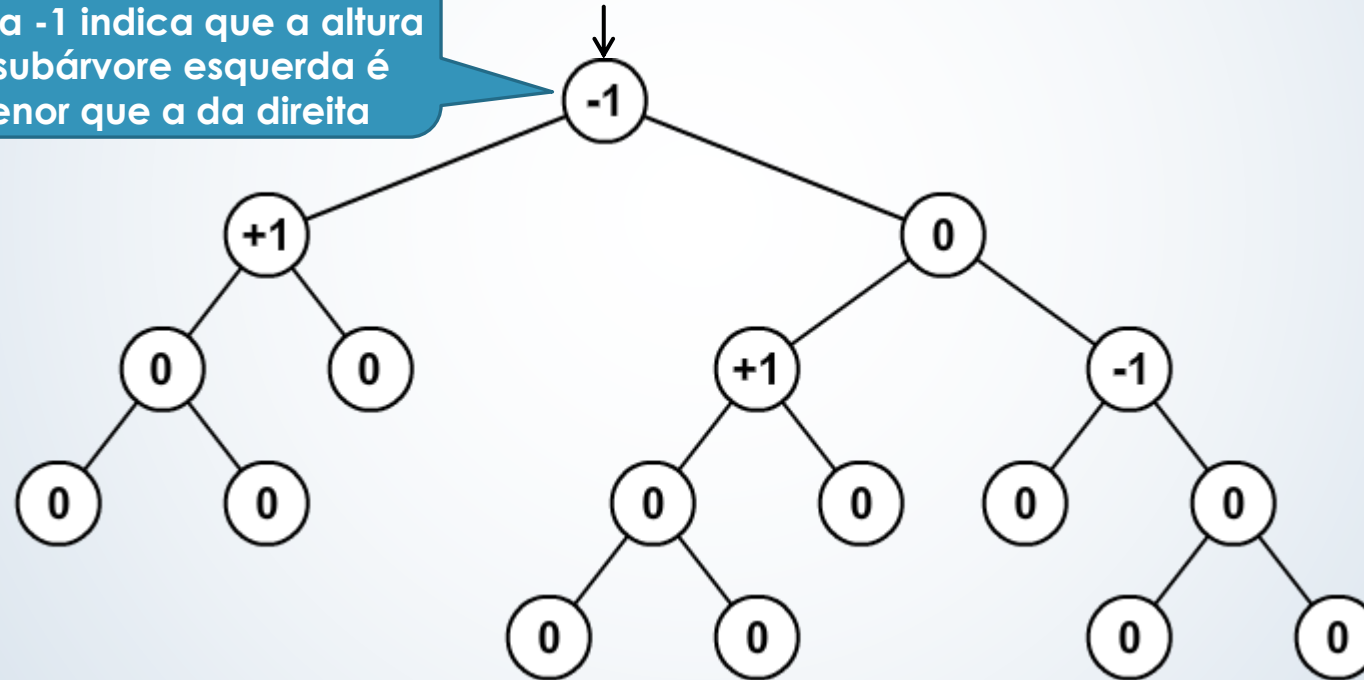 a -1 indica que a altura
subárvore esquerda é
enor que a da direita
-1
+1 0
0 0 +1 -1
0 0 0 0 0 0
0 0 0 0